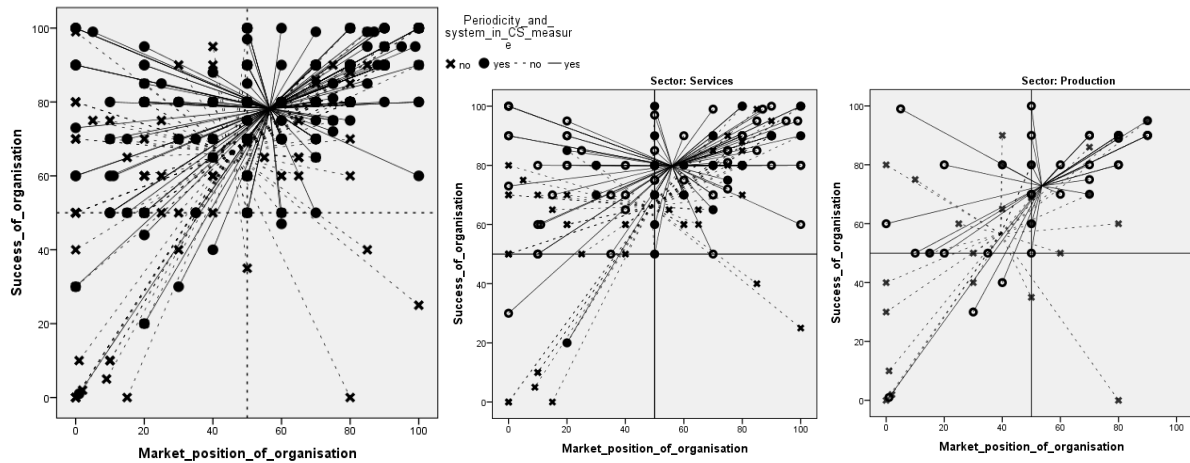 Periodicity_and_
system_in_CS_measur
e
no yes no yes
Success_of_organisation
100
80
60
40
20
0
0 20 40 60 80 100
Market_position_of_organisation
Sector: Services
Success_of_organisation
100
80
60
40
20
0
0 20 40 60 80 100
Market_position_of_organisation
Sector: Production
Success_of_organisation
100
80
60
40
20
0
0 20 40 60 80 100
Market_position_of_organisation